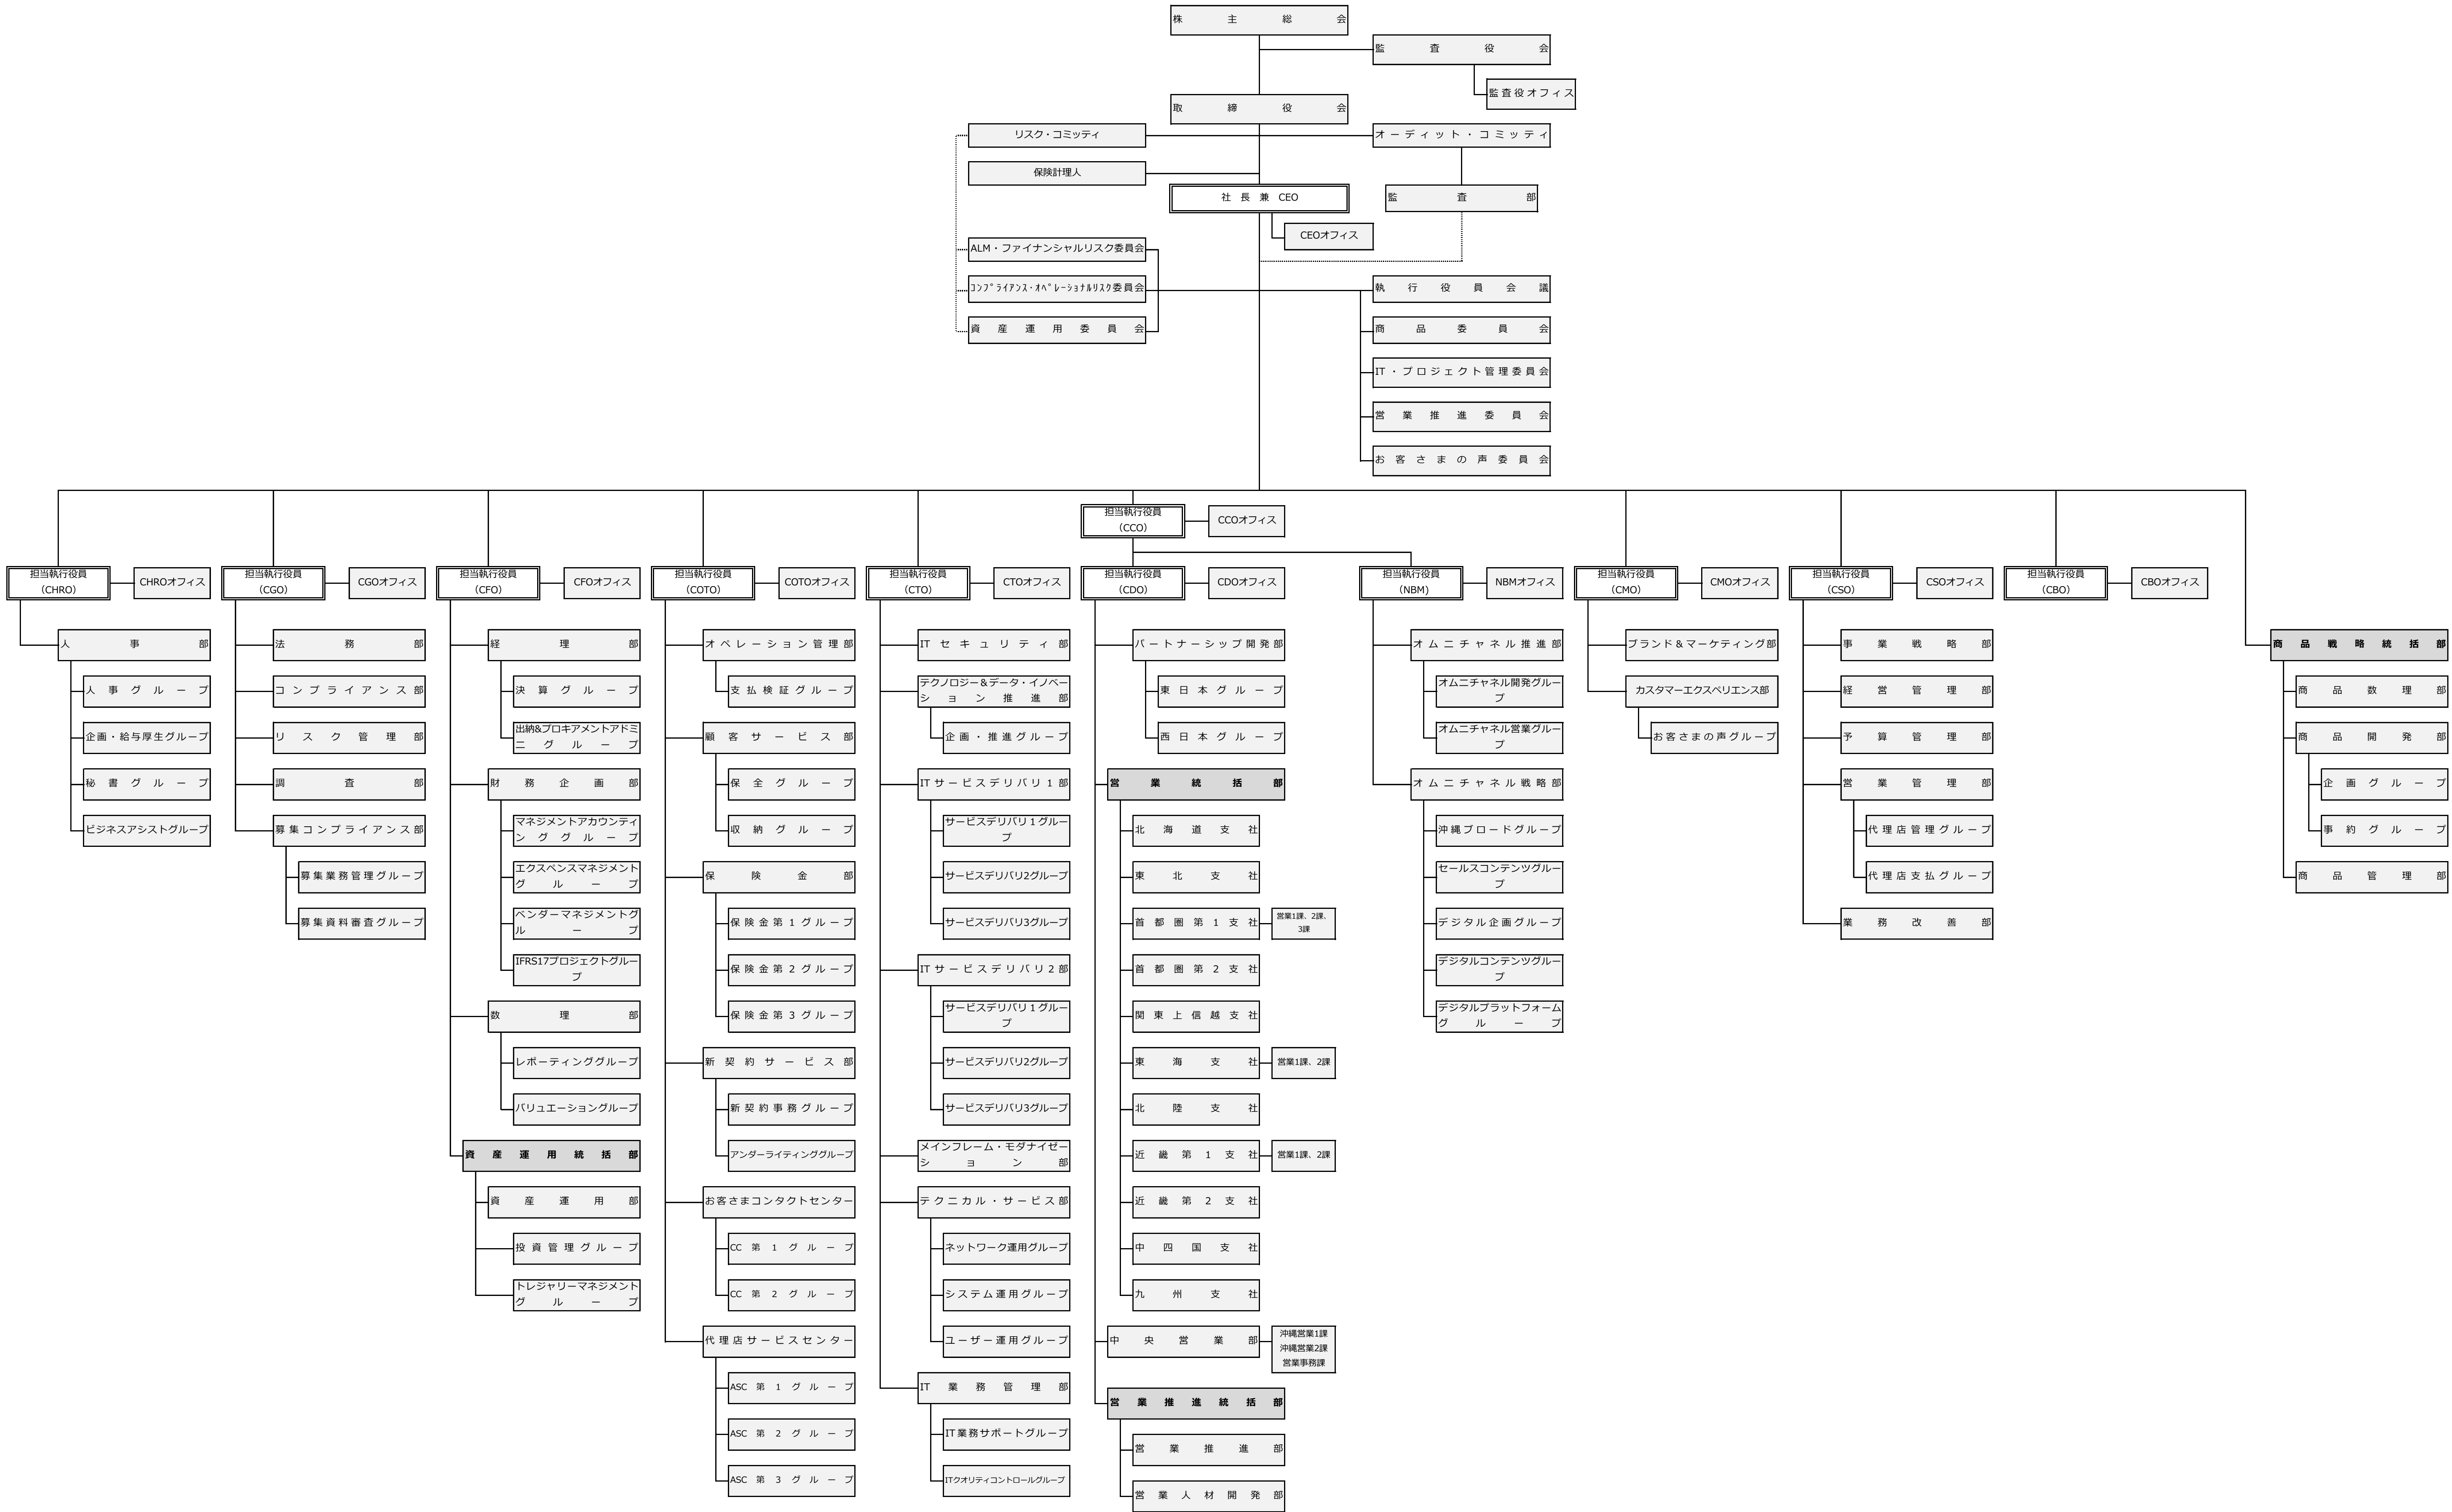 株主総会
監査役会
監査役オフィス
取締役会
リスク・コミッティ
オーディット・コミッティ
保険計理人
社長兼CEO
監査部
CEOオフィス
ALM・ファイナンシャルリスク委員会
ｺﾝﾌﾟﾗｲｱﾝｽ・ｵﾍﾟﾚｰｼｮﾅﾙﾘｽｸ委員会
執行役員会議
資産運用委員会
商品委員会
IT・プロジェクト管理委員会
営業推進委員会
お客さまの声委員会
担当執行役員
（CCO）
CCOオフィス
担当執行役員
（CHRO）
CHROオフィス
担当執行役員
（CGO）
CGOオフィス
担当執行役員
（CFO）
CFOオフィス
担当執行役員
（COTO）
COTOオフィス
担当執行役員
（CTO）
CTOオフィス
担当執行役員
（CDO）
CDOオフィス
担当執行役員
（NBM)
NBMオフィス
担当執行役員
（CMO）
CMOオフィス
担当執行役員
（CSO）
CSOオフィス
担当執行役員
（CBO）
CBOオフィス
人事部
人事グループ
企画・給与厚生グループ
秘書グループ
ビジネスアシストグループ
法務部
コンプライアンス部
リスク管理部
調査部
募集コンプライアンス部
募集業務管理グループ
募集資料審査グループ
経理部
決算グループ
出納&プロキアメントアドミ
ニグループ
財務企画部
マネジメントアカウンティ
ンググループ
エクスペンスマネジメント
グループ
ベンダーマネジメントグ
ループ
IFRS17プロジェクトグルー
プ
数理部
レポーティンググループ
バリュエーショングループ
資産運用統括部
資産運用部
投資管理グループ
トレジャリーマネジメント
グループ
オペレーション管理部
支払検証グループ
顧客サービス部
保全グループ
収納グループ
保険金部
保険金第1グループ
保険金第2グループ
保険金第3グループ
新契約サービス部
新契約事務グループ
アンダーライティンググループ
お客さまコンタクトセンター
CC第1グループ
CC第2グループ
代理店サービスセンター
ASC第1グループ
ASC第2グループ
ASC第3グループ
ITセキュリティ部
テクノロジー＆データ・イノベー
ション推進部
企画・推進グループ
ITサービスデリバリ1部
サービスデリバリ１グルー
プ
サービスデリバリ2グループ
サービスデリバリ3グループ
ITサービスデリバリ2部
サービスデリバリ１グルー
プ
サービスデリバリ2グループ
サービスデリバリ3グループ
メインフレーム・モダナイゼー
ション部
テクニカル・サービス部
ネットワーク運用グループ
システム運用グループ
ユーザー運用グループ
IT業務管理部
IT業務サポートグループ
ITクオリティコントロールグループ
パートナーシップ開発部
東日本グループ
西日本グループ
営業統括部
北海道支社
東北支社
首都圏第1支社
営業1課、2課、
3課
首都圏第2支社
関東上信越支社
東海支社
営業1課、2課
北陸支社
近畿第1支社
営業1課、2課
近畿第2支社
中四国支社
九州支社
中央営業部
沖縄営業1課
沖縄営業2課
営業事務課
営業推進統括部
営業推進部
営業人材開発部
オムニチャネル推進部
オムニチャネル開発グルー
プ
オムニチャネル営業グルー
プ
オムニチャネル戦略部
沖縄ブロードグループ
セールスコンテンツグルー
プ
デジタル企画グループ
デジタルコンテンツグルー
プ
デジタルプラットフォーム
グループ
ブランド＆マーケティング部
カスタマーエクスペリエンス部
お客さまの声グループ
事業戦略部
経営管理部
予算管理部
営業管理部
代理店管理グループ
代理店支払グループ
業務改善部
商品戦略統括部
商品数理部
商品開発部
企画グループ
事約グループ
商品管理部